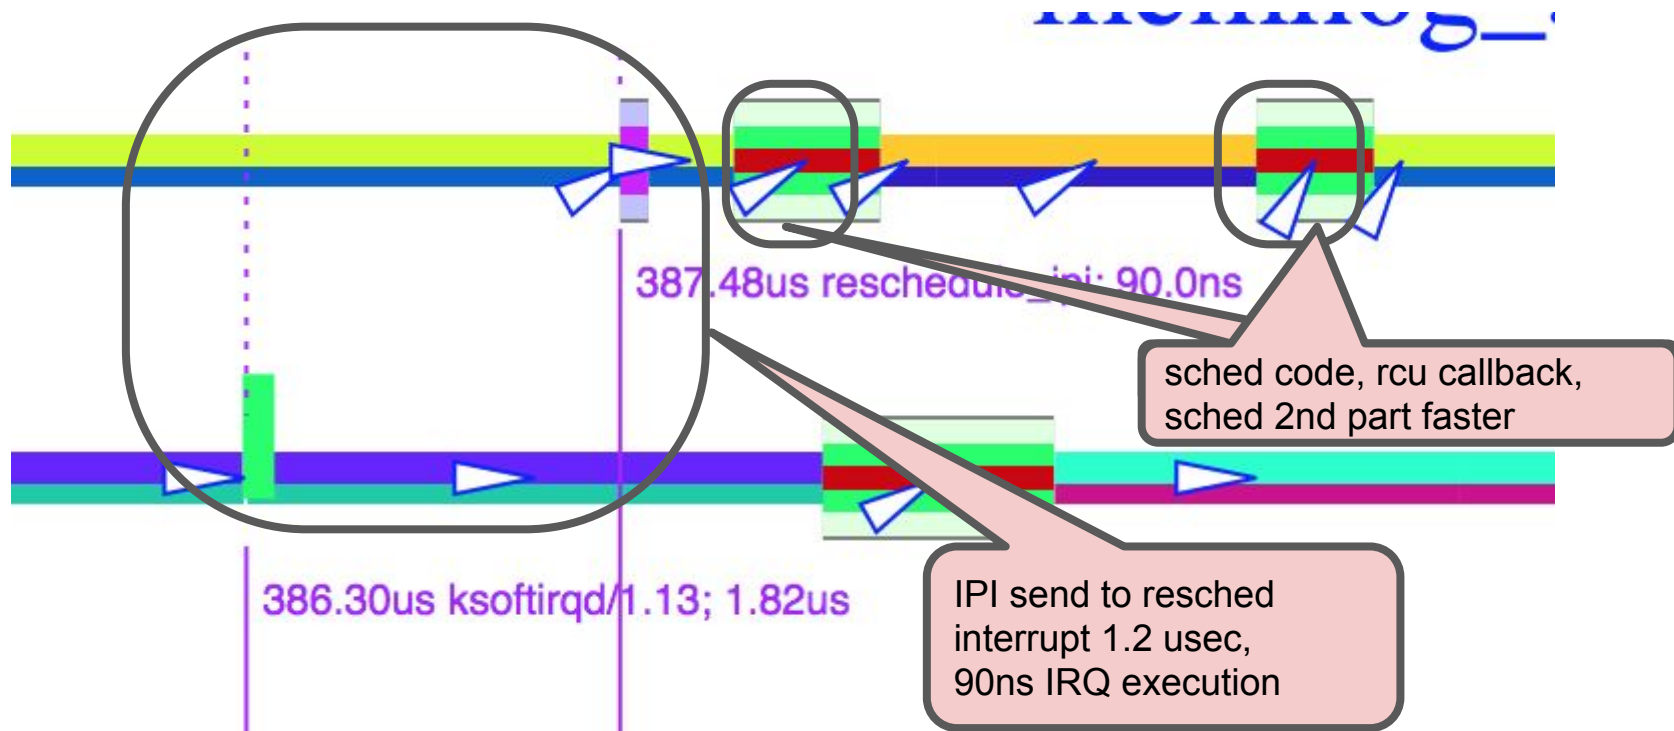 387.48us reschedule_ipi; 90.0ns
sched code, rcu callback,
sched 2nd part faster
386.30us ksoftirqd/1.13; 1.82us
IPI send to resched
interrupt 1.2 usec,
90ns IRQ execution